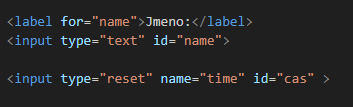 <label for="name">Jmeno:</label>
<input type="text" id="name">
<input type="reset" name="time" id="cas" >